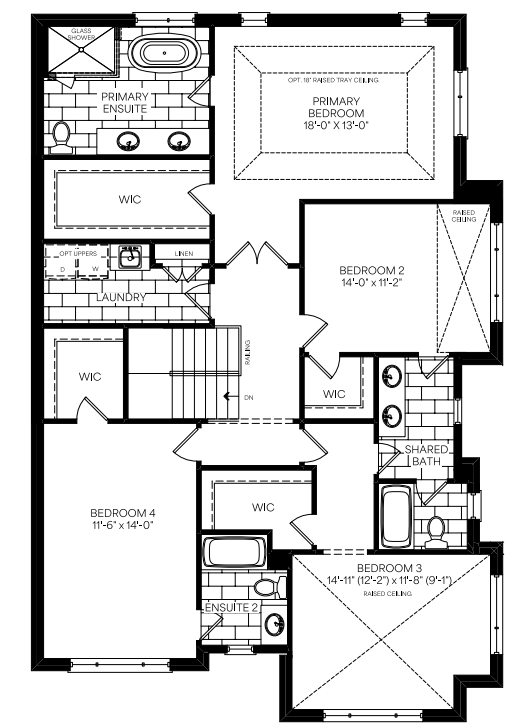 GLASS
SHOWER
PRIMARY
ENSUITE
OPT. 18" RAISED TRAY CEILING
PRIMARY
BEDROOM
18'-0" X 13'-0"
WIC
RAISED
CEILING
OPT UPPERS
D
W
LINEN
LAUNDRY
BEDROOM 2
14'-0" x 11'-2"
WIC
RAILING
DN
WIC
SHARED
BATH
BEDROOM 4
11'-6" x 14'-0"
WIC
ENSUITE 2
BEDROOM 3
14'-11" (12'-2") x 11'-8" (9'-1")
RAISED CEILING